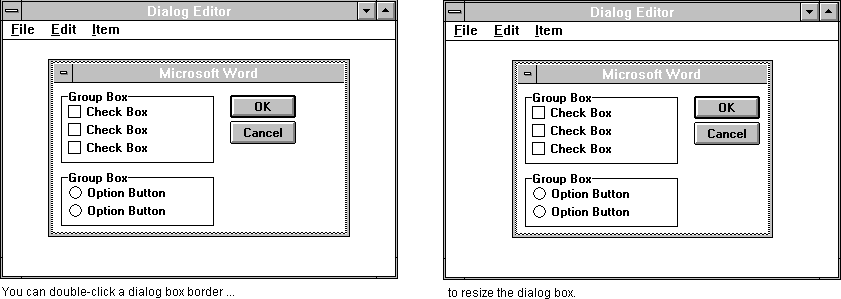 Dialog Editor
File Edit Item
Microsoft Word
Group Box
Check Box
Check Box
Check Box
OK
Cancel
Group Box
Option Button
Option Button
You can double-click a dialog box border ...
Dialog Editor
File Edit Item
Microsoft Word
Group Box
Check Box
Check Box
Check Box
OK
Cancel
Group Box
Option Button
Option Button
to resize the dialog box.